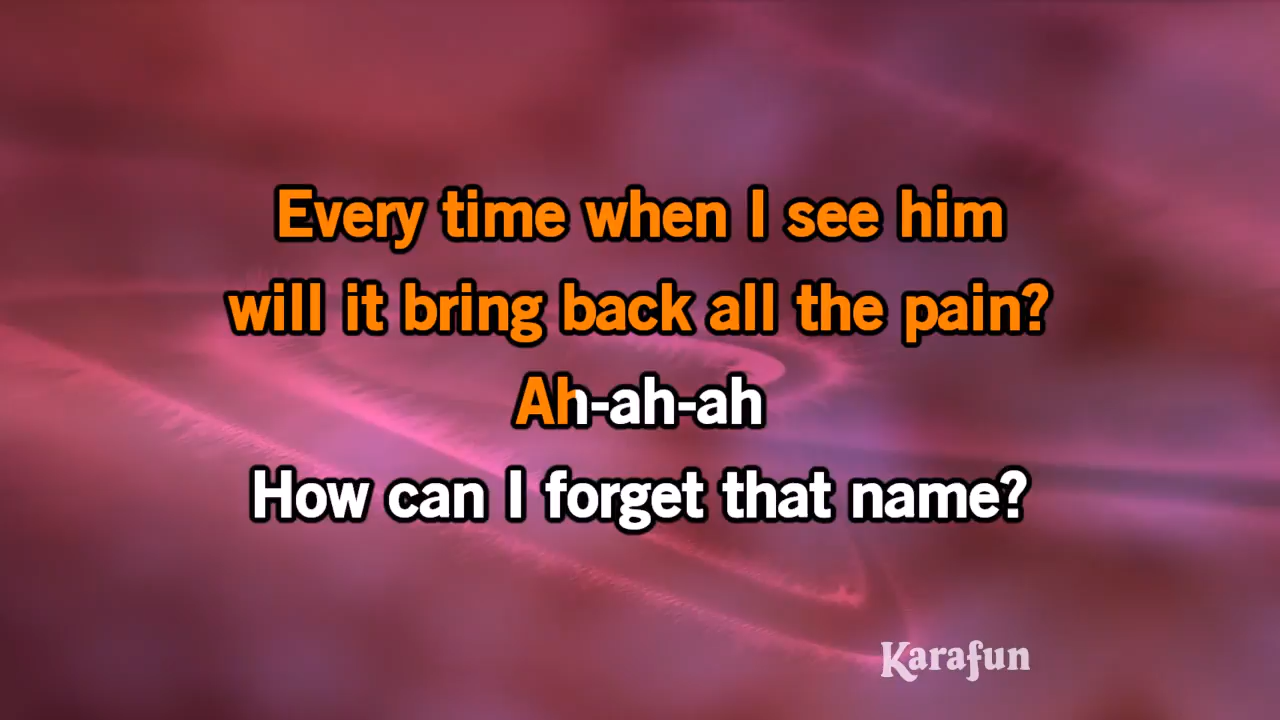 Every time when I see him
will it bring back all the pain?
Ah-ah-ah
How can I forget that name?
Karafun